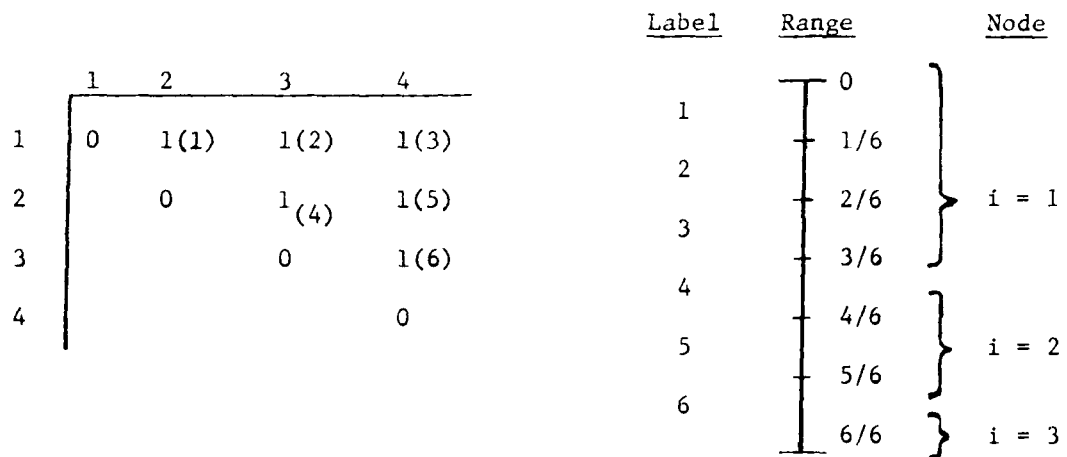 1 2 3 4
1 0 1(1) 1(2) 1(3)
2 0 1(4) 1(5)
3 0 1(6)
4 0
Label Range Node
0
1
1/6
2
2/6 i = 1
3
3/6
4
4/6
5 i = 2
5/6
6
6/6 i = 3